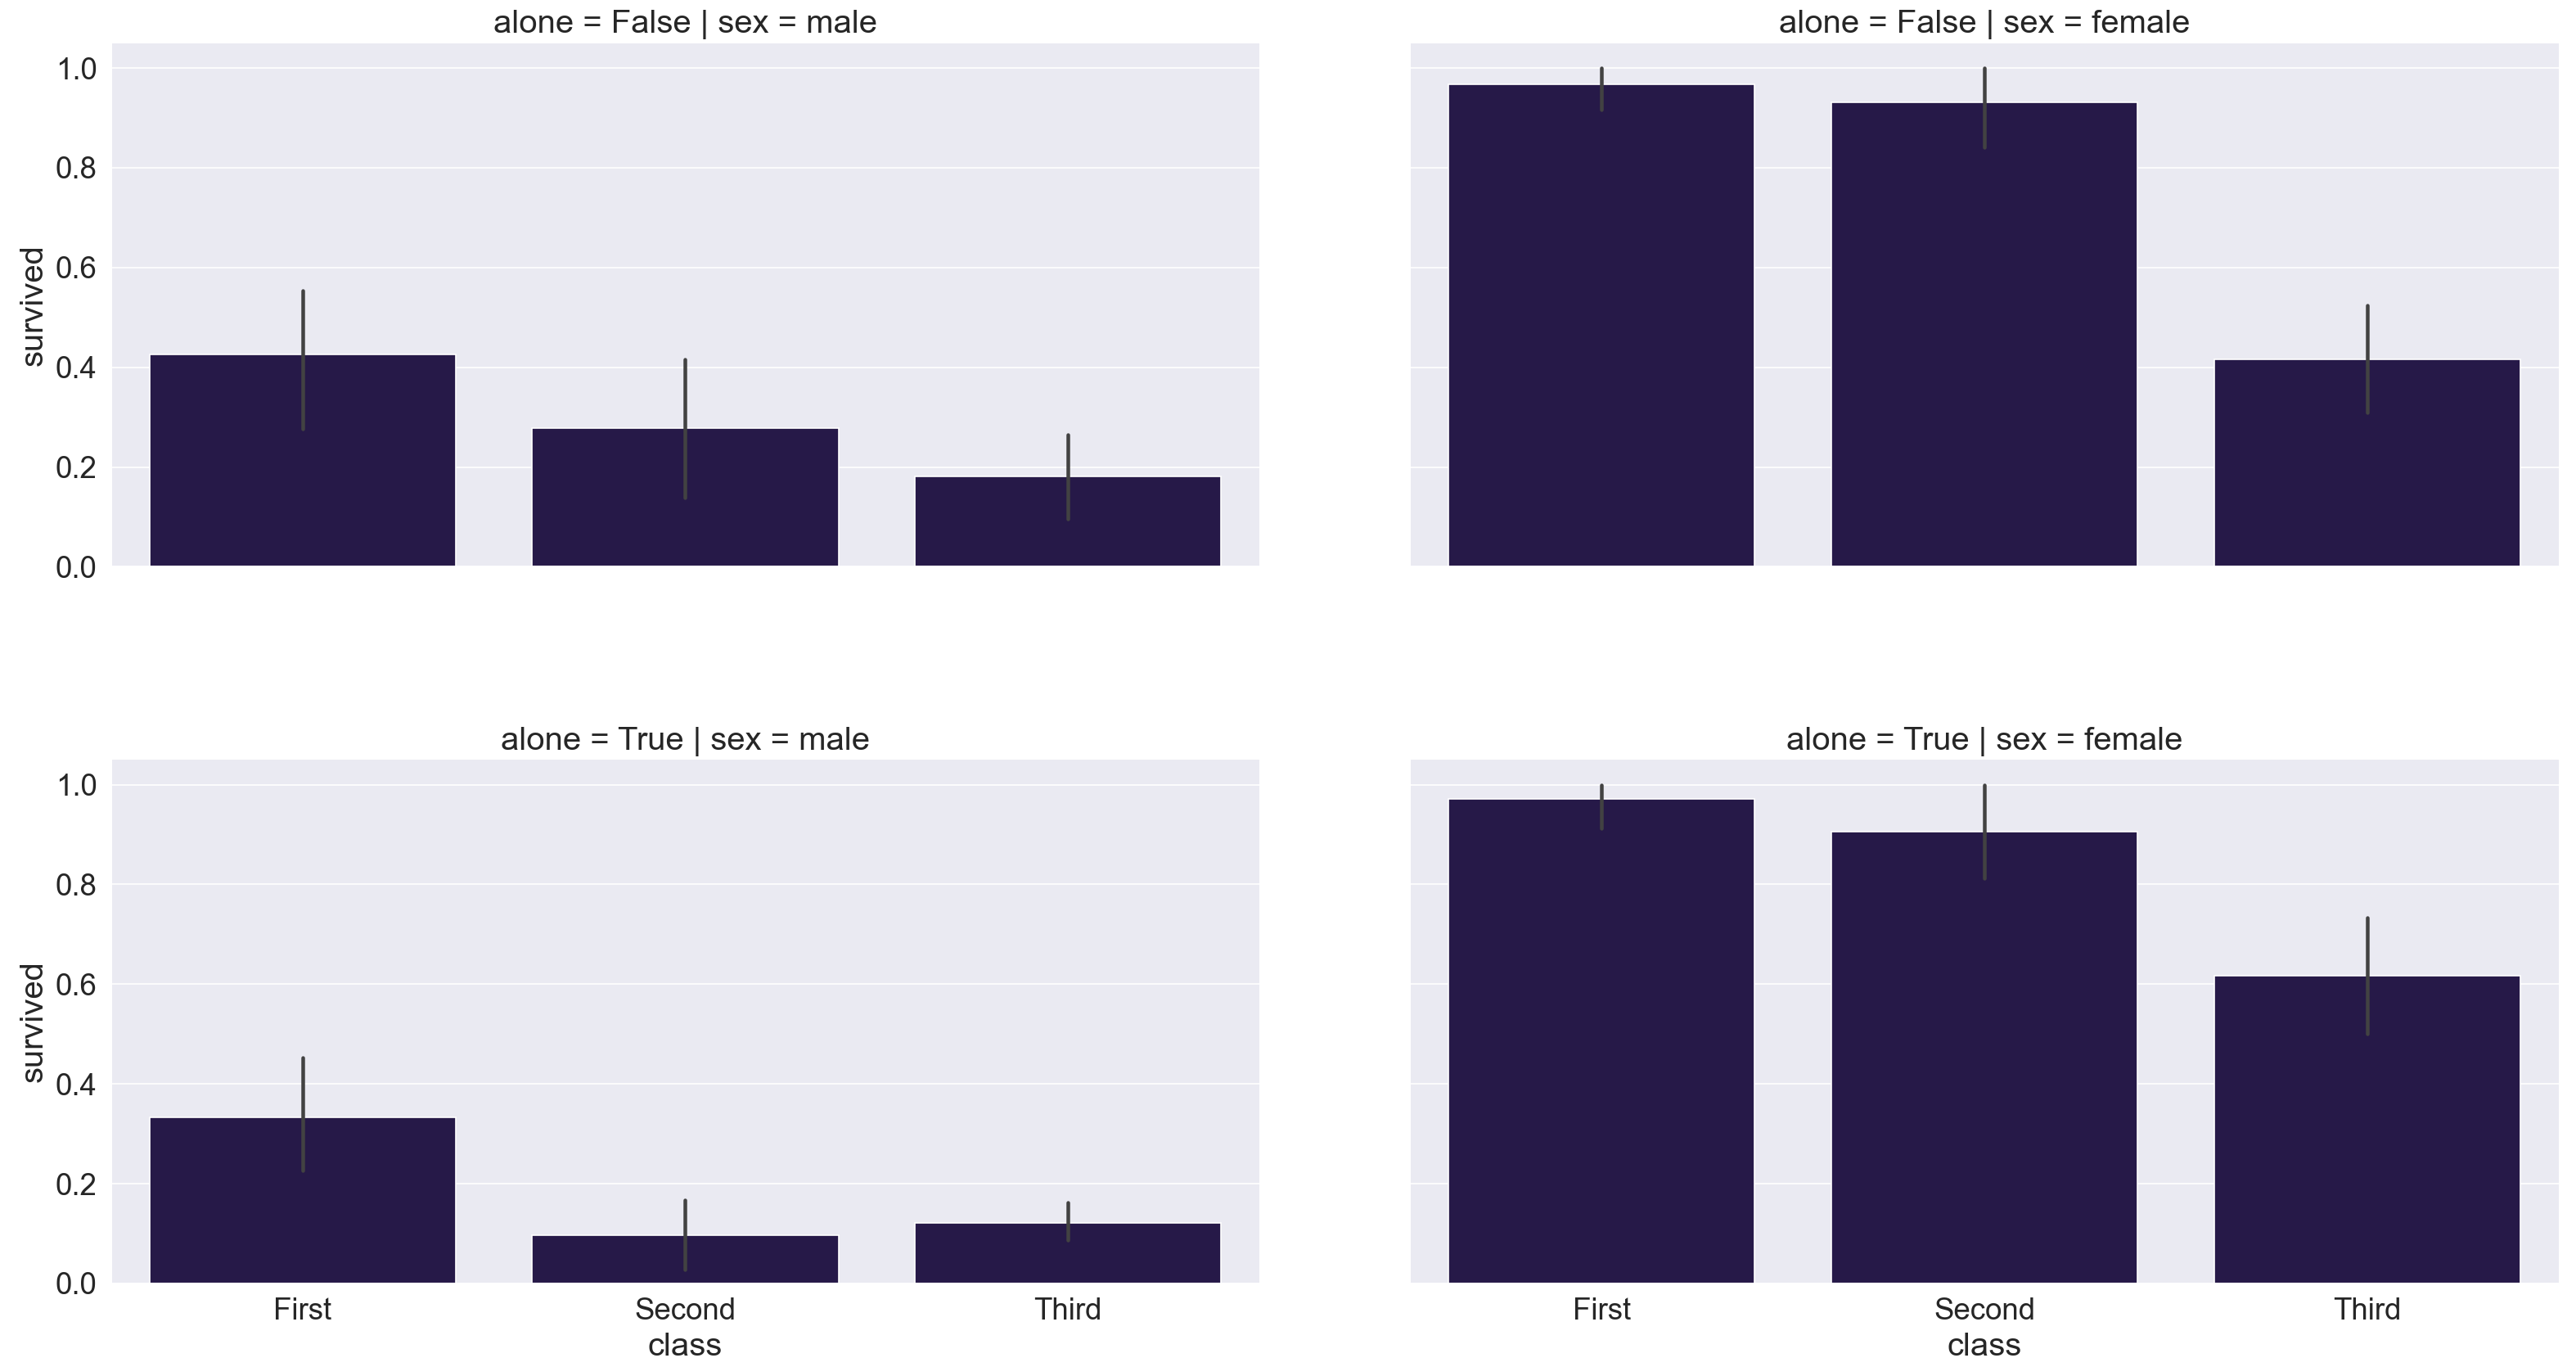 alone = False | sex = male
alone = False | sex = female
1.0
0.8
0.6
0.4
0.2
0.0
survived
alone = True | sex = male
alone = True | sex = female
1.0
0.8
0.6
0.4
0.2
0.0
survived
First Second Third
class
First Second Third
class